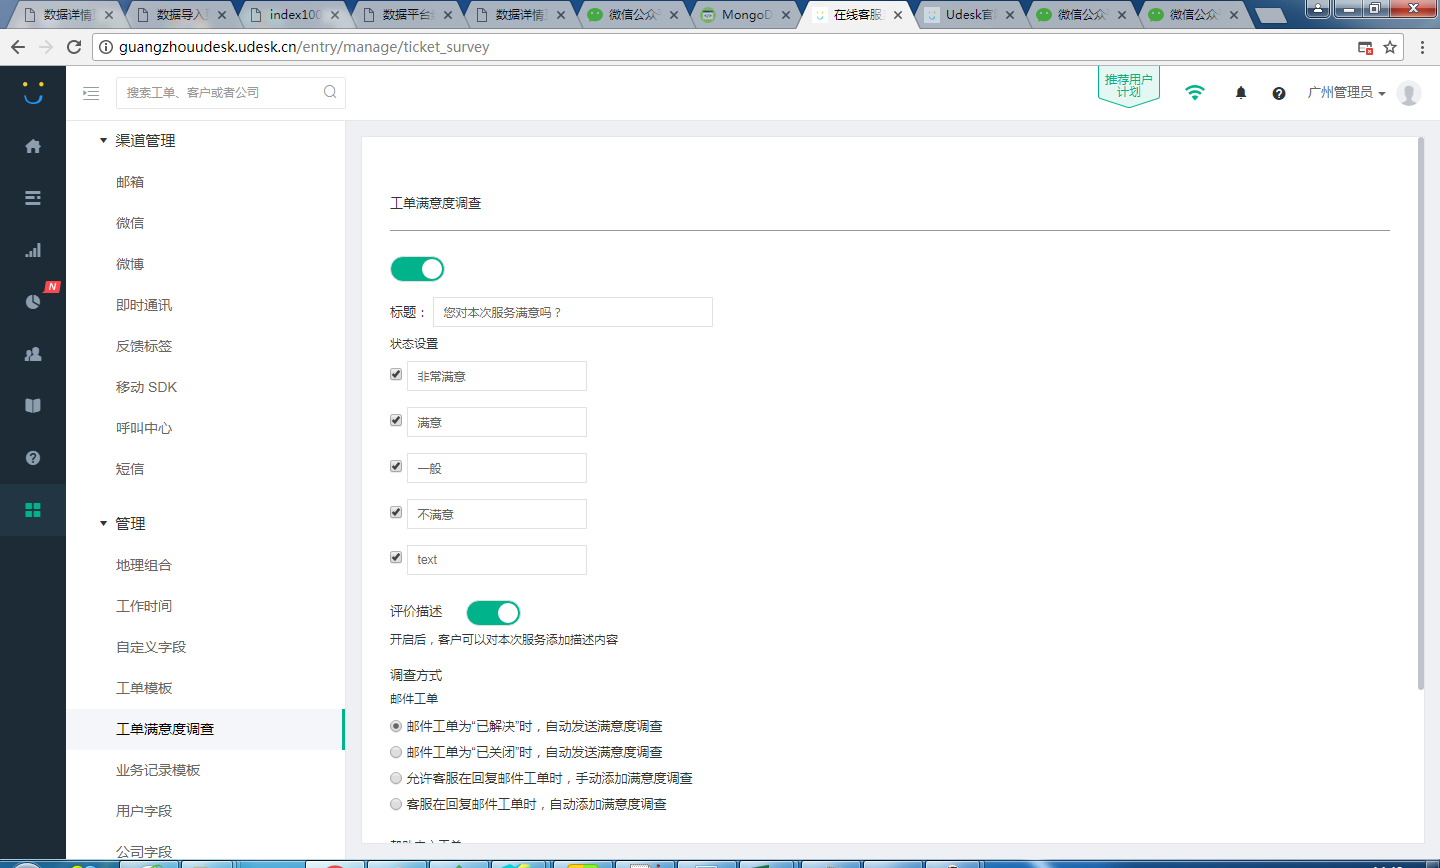 数据详情
数据导入
index100
数据平台
数据详情
微信公众
MongoD
在线客服
Udesk官
微信公众
微信公众
guangzhouudesk.udesk.cn/entry/manage/ticket_survey
搜索工单、客户或者公司
推荐用户
计划
广州管理员
N
渠道管理
邮箱
微信
微博
即时通讯
反馈标签
移动 SDK
呼叫中心
短信
管理
地理组合
工作时间
自定义字段
工单模板
工单满意度调查
业务记录模板
用户字段
公司字段
工单满意度调查
标题：
您对本次服务满意吗？
状态设置
非常满意
满意
一般
不满意
text
评价描述
开启后，客户可以对本次服务添加描述内容
调查方式
邮件工单
邮件工单为“已解决”时，自动发送满意度调查
邮件工单为“已关闭”时，自动发送满意度调查
允许客服在回复邮件工单时，手动添加满意度调查
客服在回复邮件工单时，自动添加满意度调查